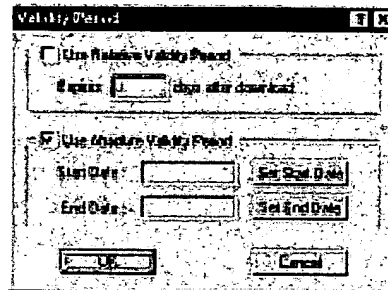 Validity Period
Use Relative Validity Period
Expires days after download
Use Absolute Validity Period
Start Date: Set Start Date
End Date: Set End Date
OK Cancel